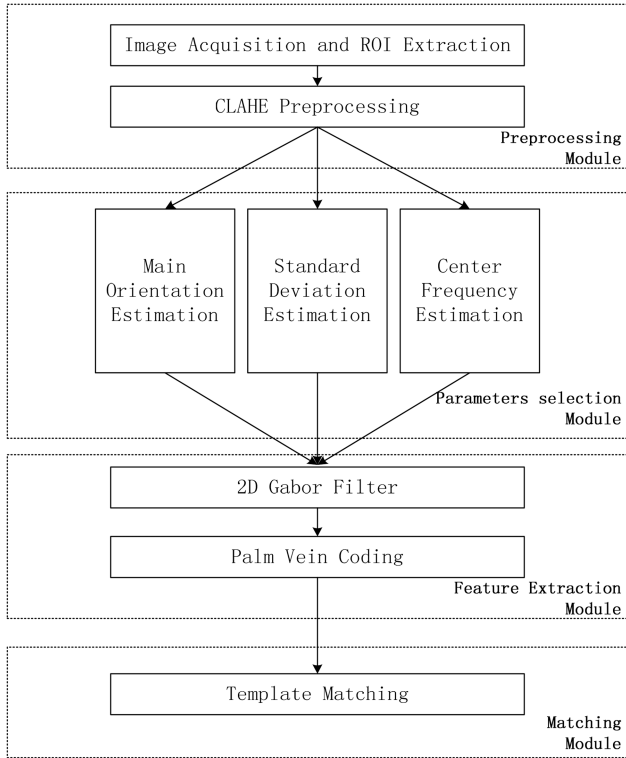 Image Acquisition and ROI Extraction
CLAHE Preprocessing
Preprocessing
Module
Main
Orientation
Estimation
Standard
Deviation
Estimation
Center
Frequency
Estimation
Parameters selection
Module
2D Gabor Filter
Palm Vein Coding
Feature Extraction
Module
Template Matching
Matching
Module